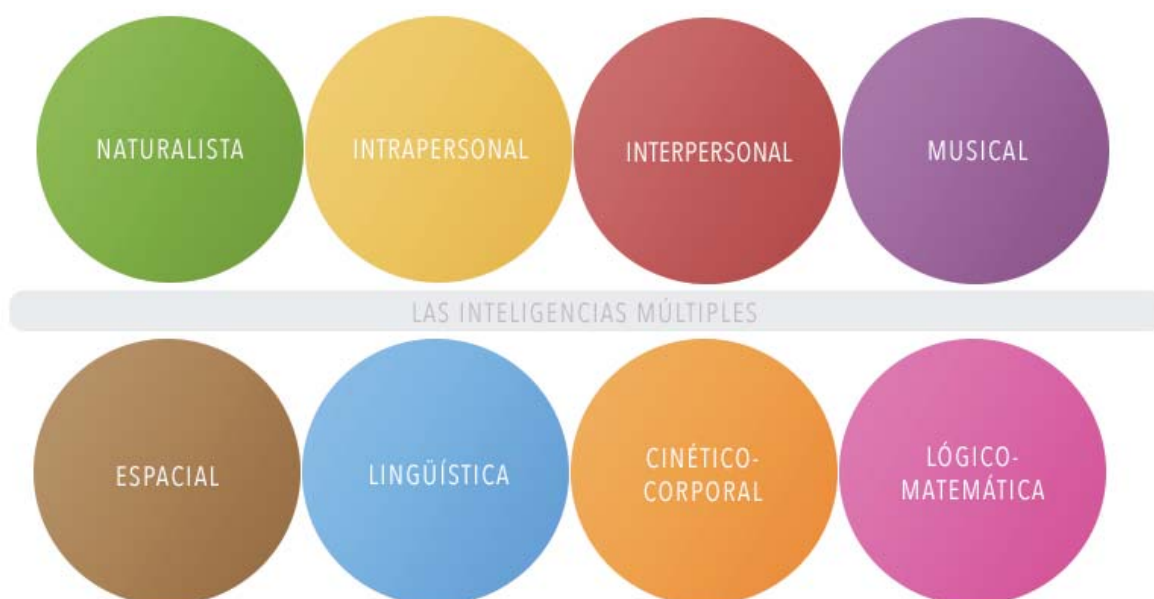 NATURALISTA
INTRAPERSONAL
INTERPERSONAL
MUSICAL
LAS INTELIGENCIAS MÚLTIPLES
ESPACIAL
LINGÜÍSTICA
CINÉTICO-
CORPORAL
LÓGICO-
MATEMÁTICA